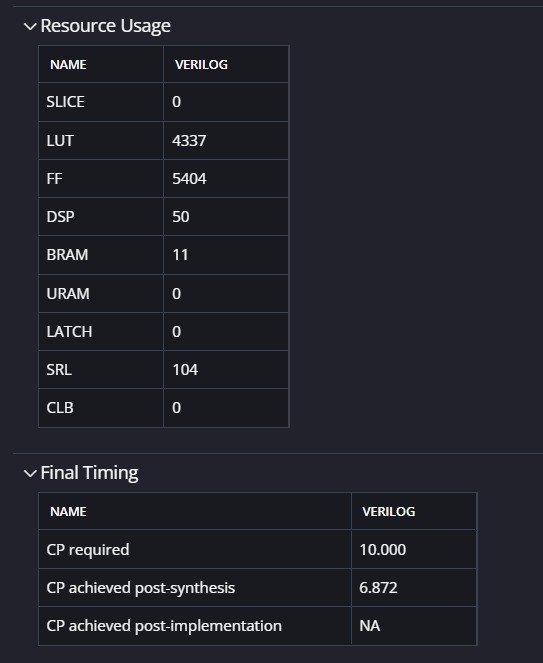 Resource Usage
NAME VERILOG
SLICE 0
LUT 4337
FF 5404
DSP 50
BRAM 11
URAM 0
LATCH 0
SRL 104
CLB 0
Final Timing
NAME VERILOG
CP required 10.000
CP achieved post-synthesis 6.872
CP achieved post-implementation NA